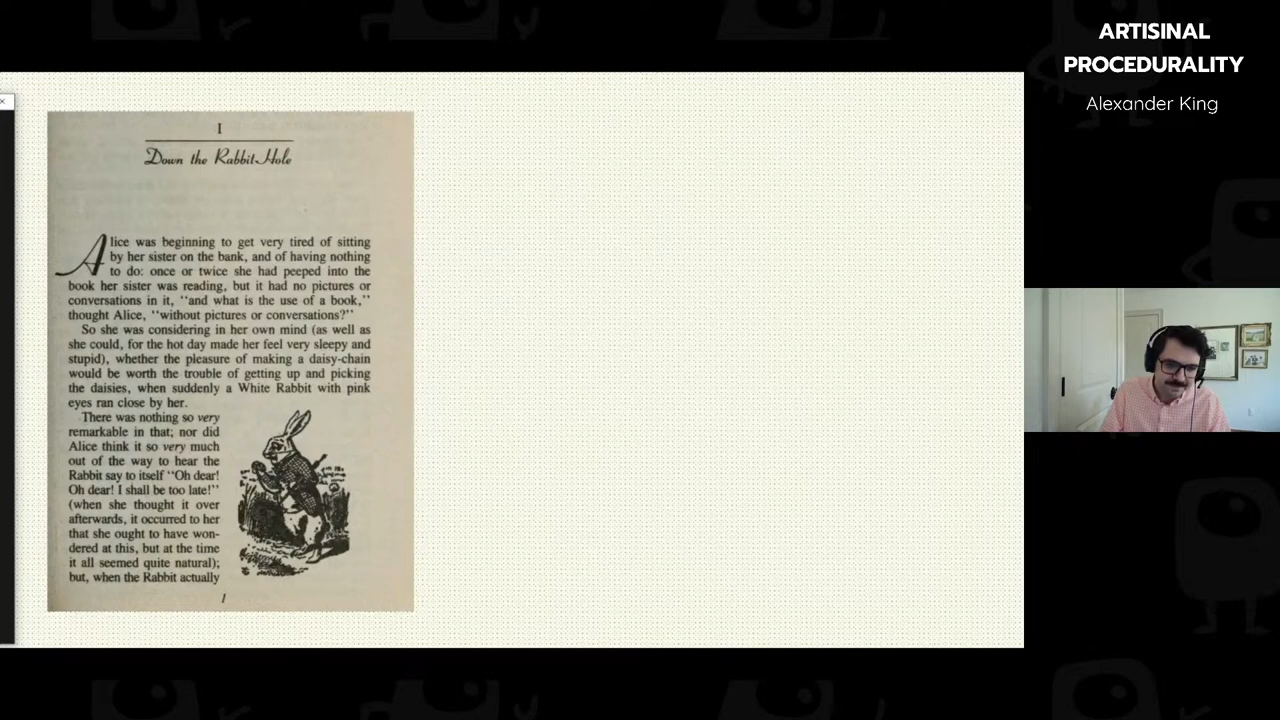 ARTISINAL
PROCEDURALITY
Alexander King
I
Down the Rabbit-Hole
Alice was beginning to get very tired of sitting
by her sister on the bank, and of having nothing
to do: once or twice she had peeped into the
book her sister was reading, but it had no pictures or
conversations in it, “and what is the use of a book,”
thought Alice, “without pictures or conversations?”
So she was considering in her own mind (as well as
she could, for the hot day made her feel very sleepy and
stupid), whether the pleasure of making a daisy-chain
would be worth the trouble of getting up and picking
the daisies, when suddenly a White Rabbit with pink
eyes ran close by her.
There was nothing so very
remarkable in that; nor did
Alice think it so very much
out of the way to hear the
Rabbit say to itself “Oh dear!
Oh dear! I shall be too late!”
(when she thought it over
afterwards, it occurred to her
that she ought to have won-
dered at this, but at the time
it all seemed quite natural);
but, when the Rabbit actually
1